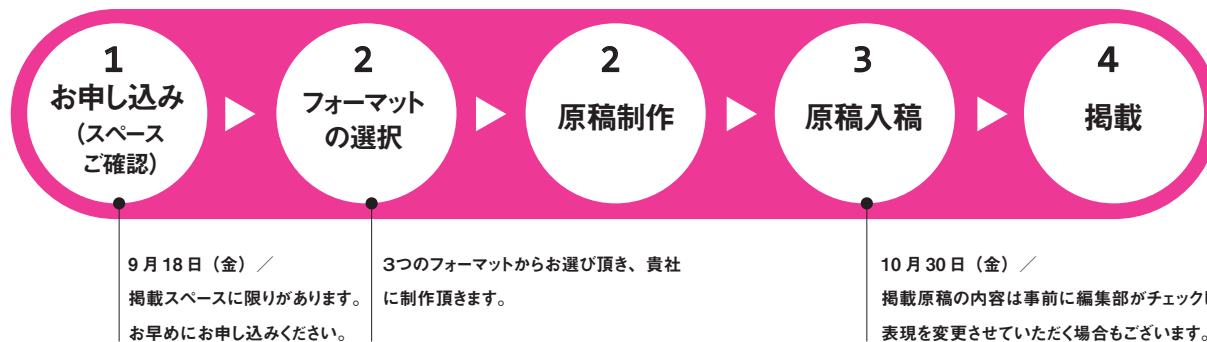 1
お申し込み
(スペース
ご確認)
2
フォーマット
の選択
2
原稿制作
3
原稿入稿
4
掲載
9月18日（金）／
掲載スペースに限りがあります。
お早めにお申し込みください。
3つのフォーマットからお選び頂き、貴社
に制作頂きます。
10月30日（金）／
掲載原稿の内容は事前に編集部がチェックし
表現を変更させていただく場合もございます。